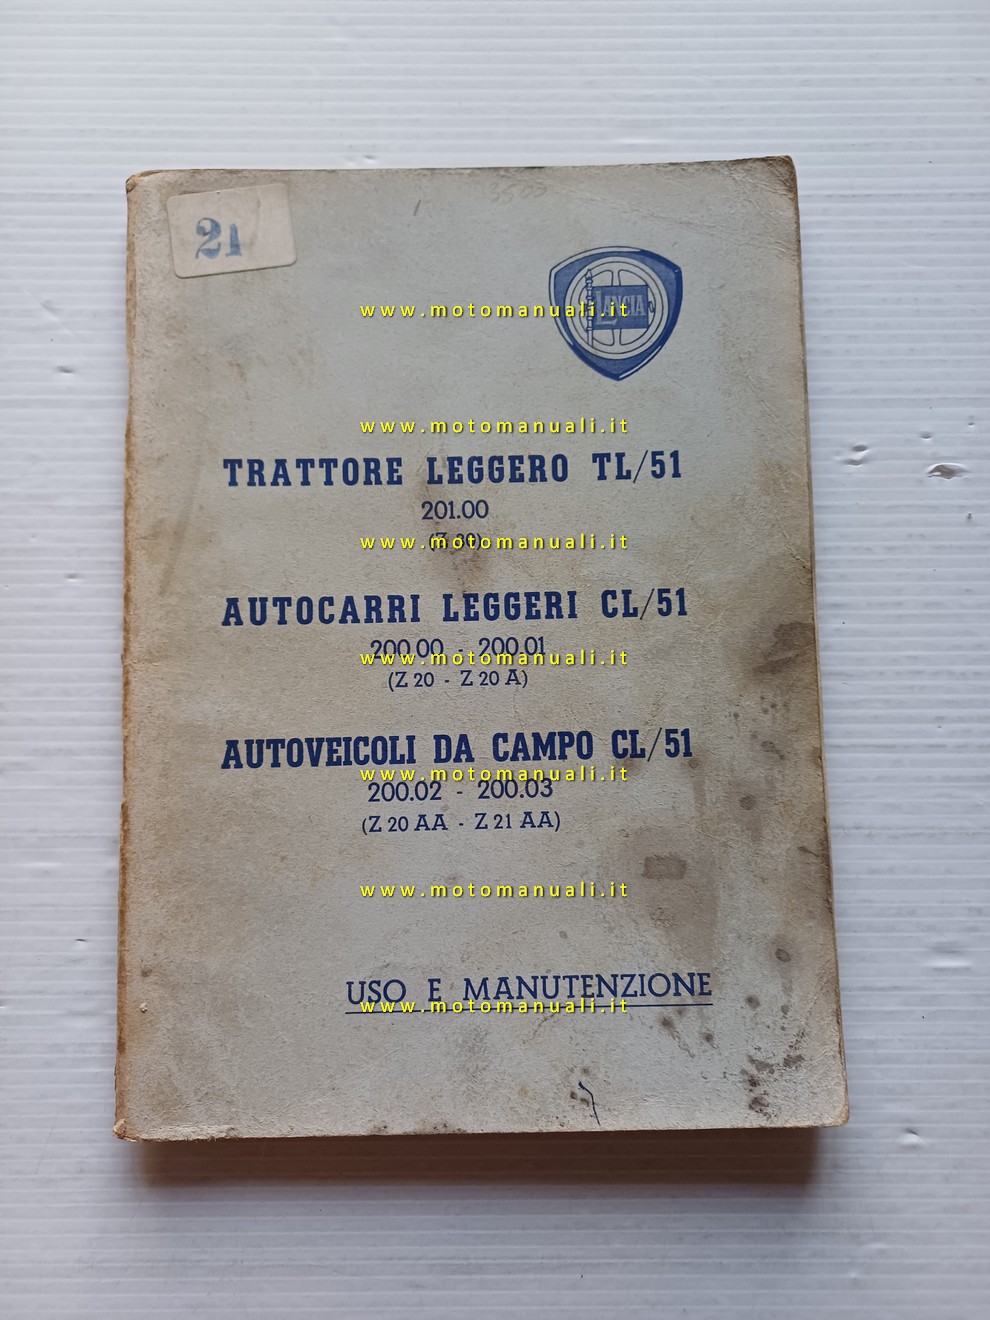 21
3503
LANCIA
www.motomanuali.it
www.motomanuali.it
TRATTORE LEGGERO TL/51
201.00
www.motomanuali.it
AUTOCARRI LEGGERI CL/51
200.00 - 200.01
www.motomanuali.it
(Z 20 - Z 20 A)
AUTOVEICOLI DA CAMPO CL/51
www.motomanuali.it
200.02 - 200.03
(Z 20 AA - Z 21 AA)
www.motomanuali.it
USO E MANUTENZIONE
www.motomanuali.it